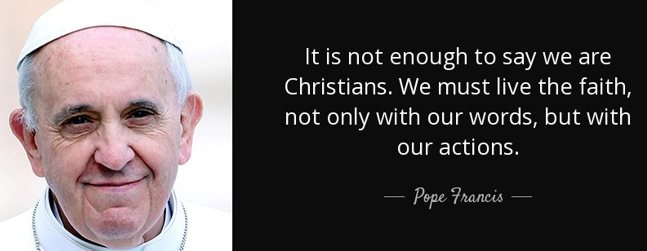 It is not enough to say we are
Christians. We must live the faith,
not only with our words, but with
our actions.
— Pope Francis —